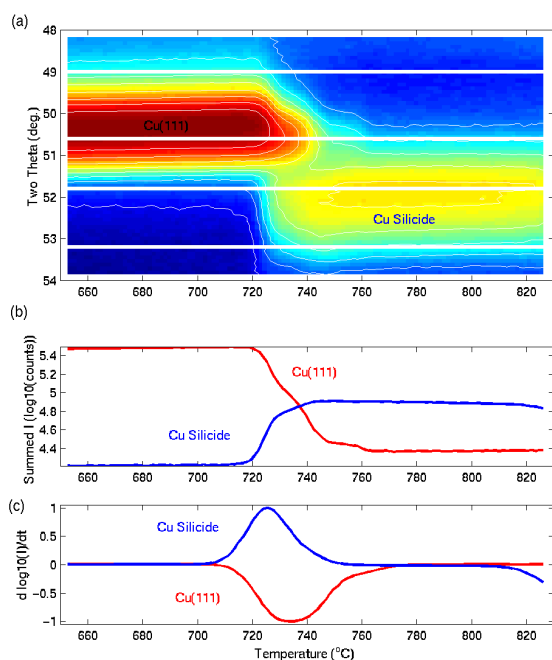 (a)
48
49
50
51
52
53
54
Two Theta (deg.)
Cu(111)
Cu Silicide
660 680 700 720 740 760 780 800 820
(b)
5.4
5.2
5
4.8
4.6
4.4
Summed I (log10(counts))
Cu(111)
Cu Silicide
660 680 700 720 740 760 780 800 820
(c)
1
0.5
0
−0.5
−1
d log10(I)/dt
Cu Silicide
Cu(111)
660 680 700 720 740 760 780 800 820
Temperature (°C)